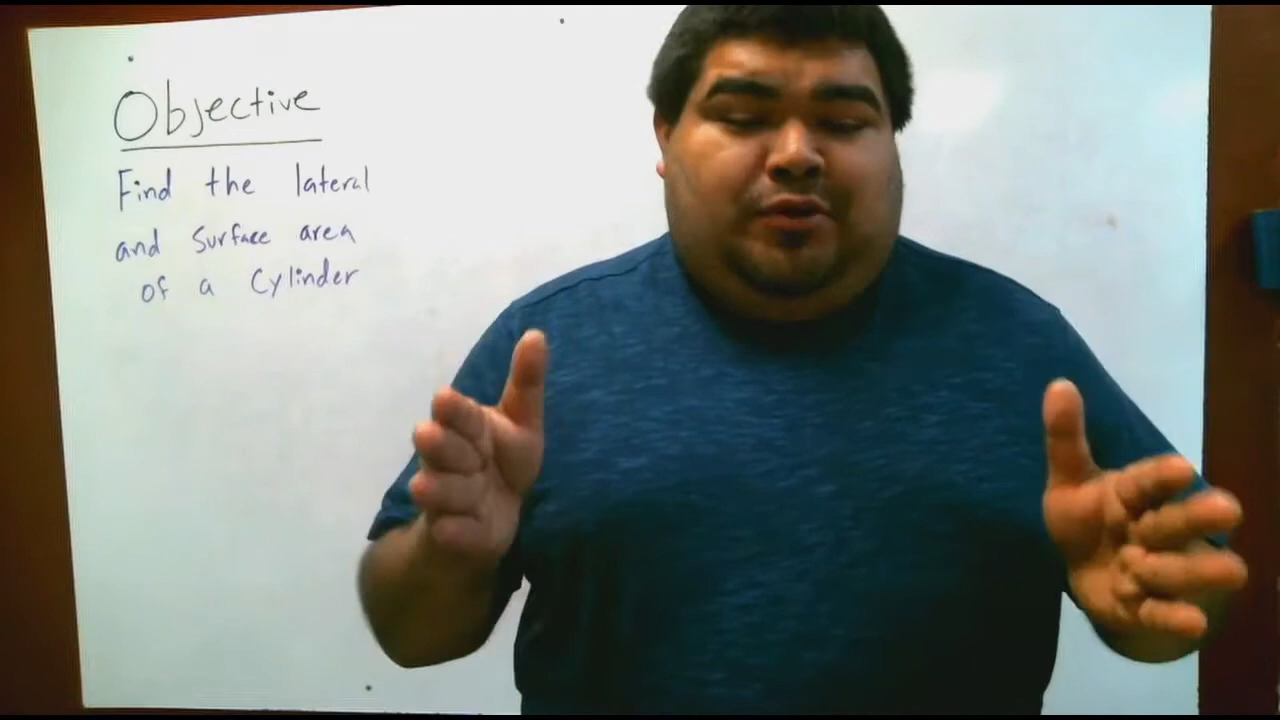 Objective
Find the lateral
and surface area
of a Cylinder